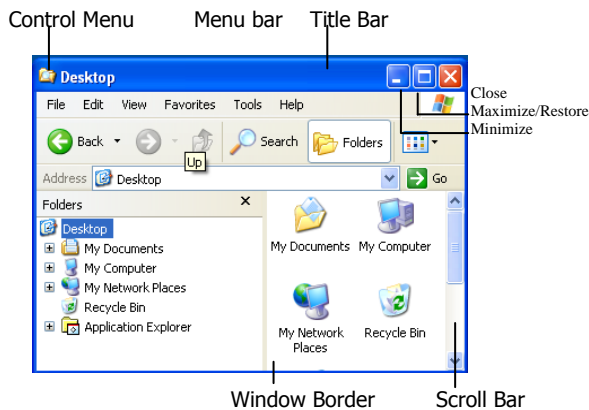 Control Menu Menu bar Title Bar
Desktop
Close
File Edit View Favorites Tools Help
Maximize/Restore
Minimize
Back Search Folders
Up
Address Desktop Go
Folders x
Desktop
My Documents
My Computer
My Network Places
Recycle Bin
Application Explorer
My Documents My Computer
My Network Places
Recycle Bin
Window Border Scroll Bar